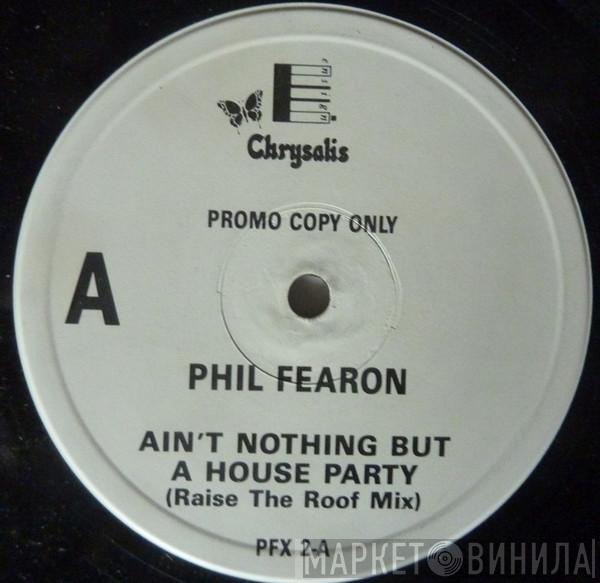 Chrysalis
PROMO COPY ONLY
A
PHIL FEARON
AIN'T NOTHING BUT
A HOUSE PARTY
(Raise The Roof Mix)
PFX 2-A
МАРКЕТ ВИНИЛА